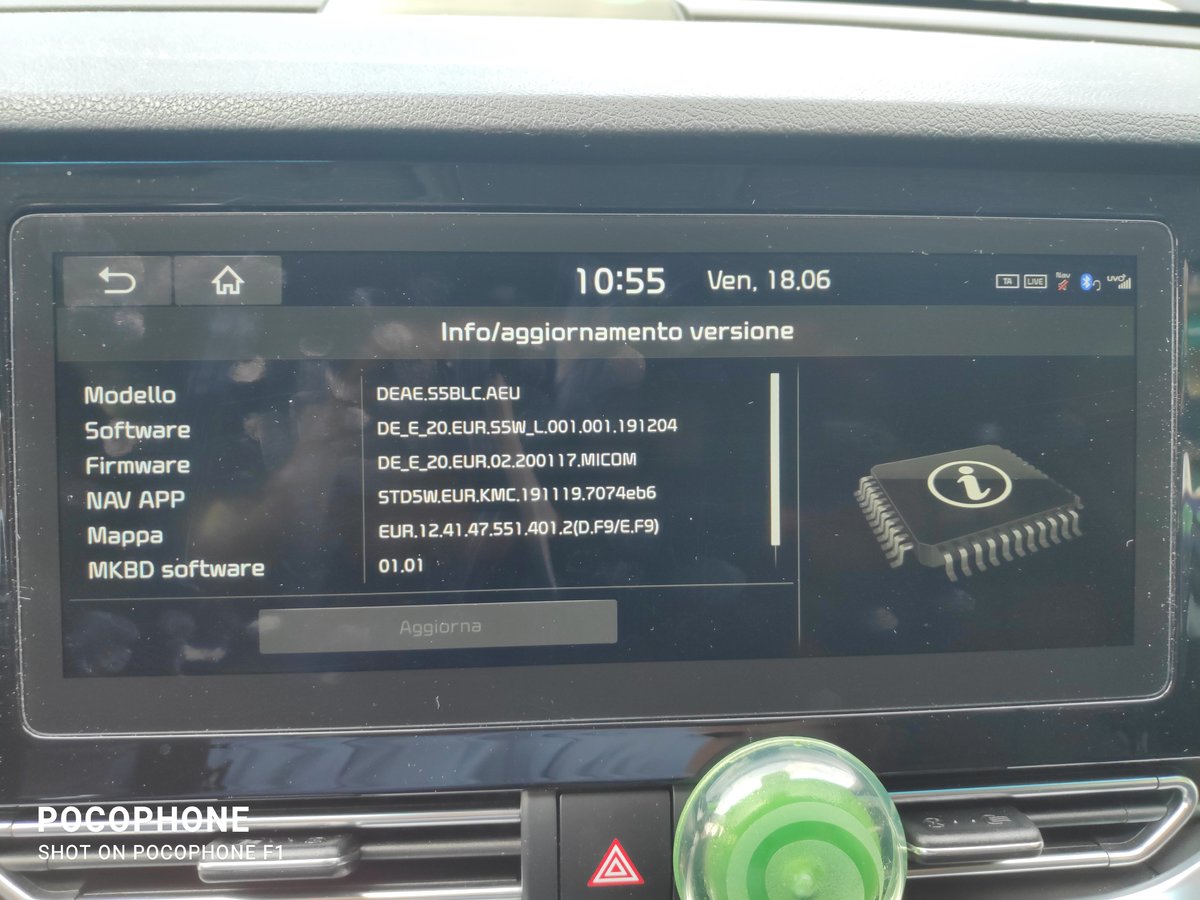 10:55 Ven, 18.06 TA LIVE Nav UVO
Info/aggiornamento versione
Modello DEAE.S5BLC.AEU
Software DE_E_20.EUR.S5W_L.001.001.191204
Firmware DE_E_20.EUR.02.200117.MICOM
NAV APP STD5W.EUR.KMC.191119.7074eb6
Mappa EUR.12.41.47.551.401.2(D.F9/E.F9)
MKBD software 01.01
Aggiorna
POCOPHONE
SHOT ON POCOPHONE F1